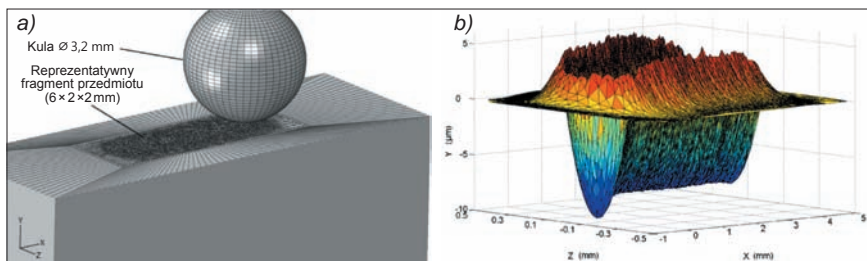 a)
Kula Ø 3,2 mm
Reprezentatywny
fragment przedmiotu
(6×2×2mm)
Y
X
Z
b)
5
0
-5
-10
Y (µm)
0.5
0.3
0.1
-0.1
-0.3
-0.5
Z (mm)
-1
0
1
2
3
4
5
X (mm)